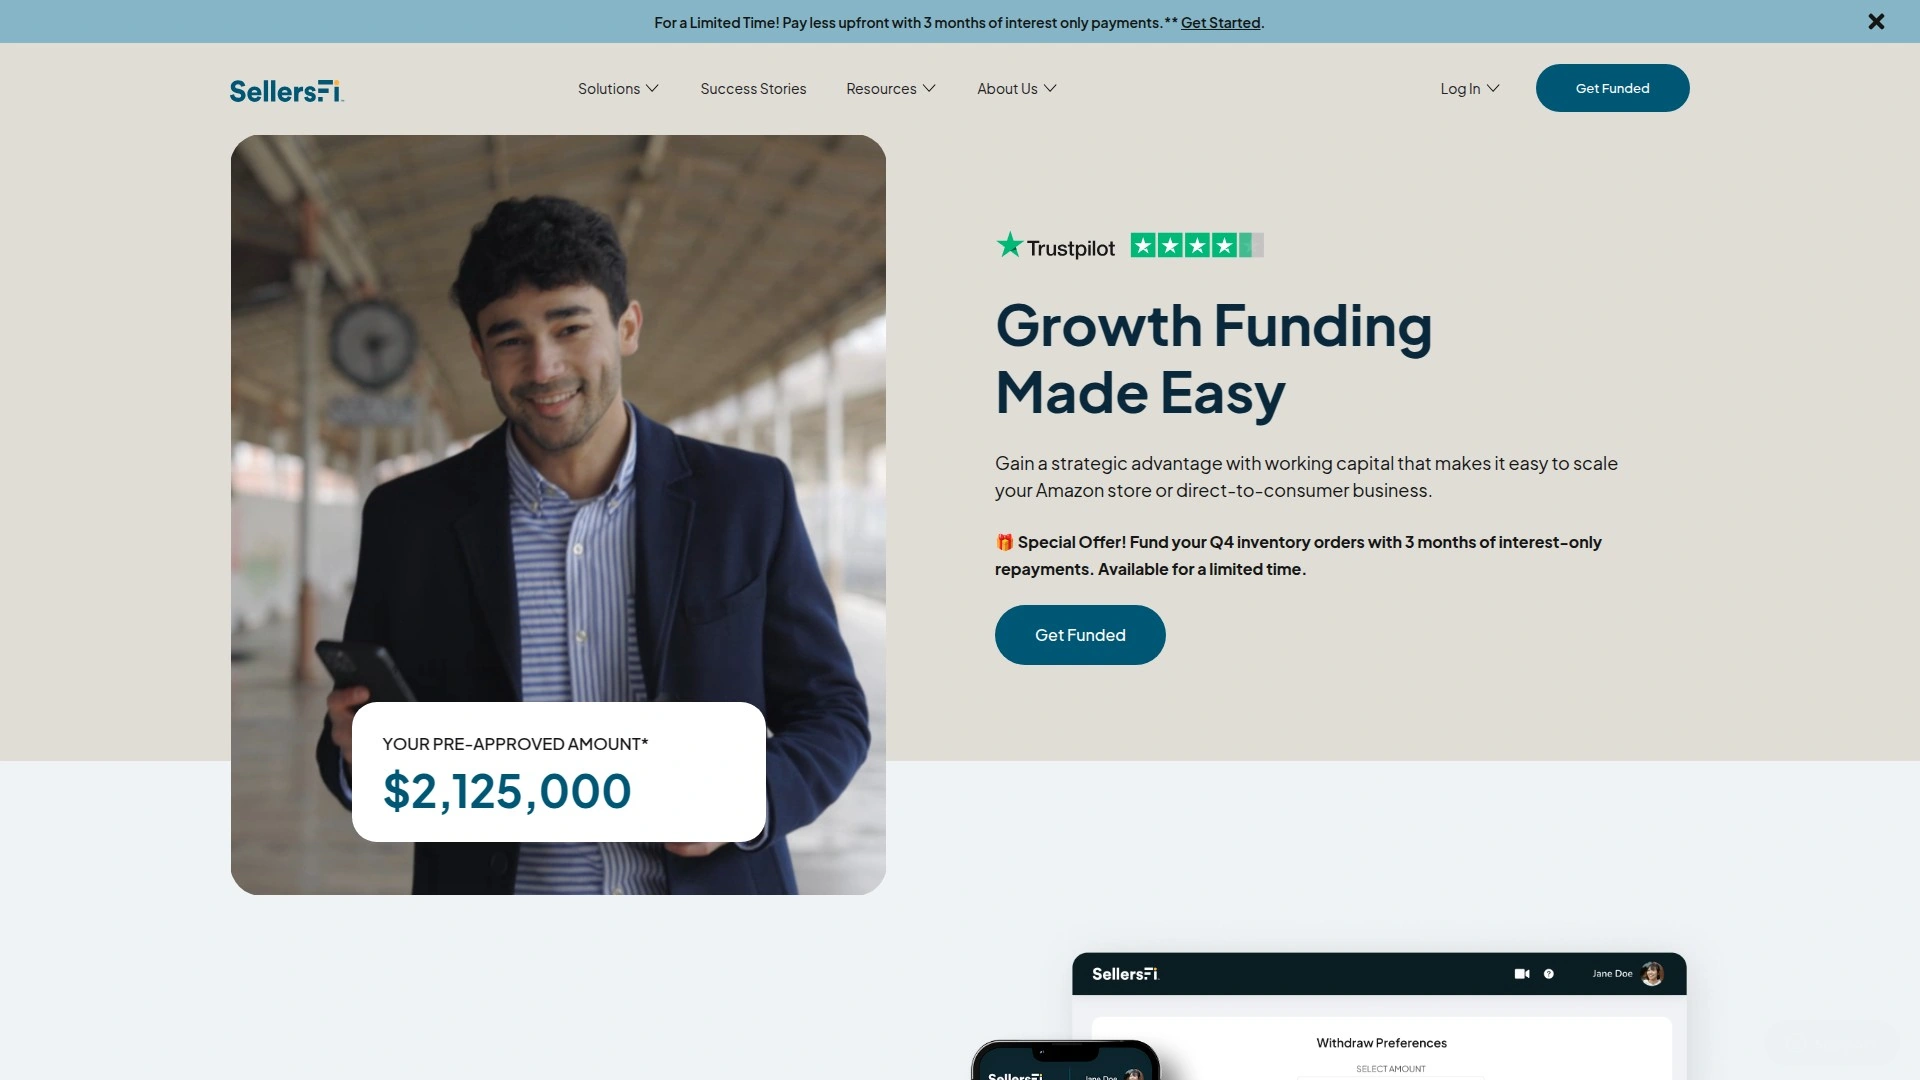 For a Limited Time! Pay less upfront with 3 months of interest only payments.** Get Started.
SellersFi
Solutions
Success Stories
Resources
About Us
Log In
Get Funded
Trustpilot
Growth Funding
Made Easy
Gain a strategic advantage with working capital that makes it easy to scale
your Amazon store or direct-to-consumer business.
🎁 Special Offer! Fund your Q4 inventory orders with 3 months of interest-only
repayments. Available for a limited time.
Get Funded
YOUR PRE-APPROVED AMOUNT*
$2,125,000
SellersFi
Jane Doe
Withdraw Preferences
SELECT AMOUNT
SellersFi
Jane Doe